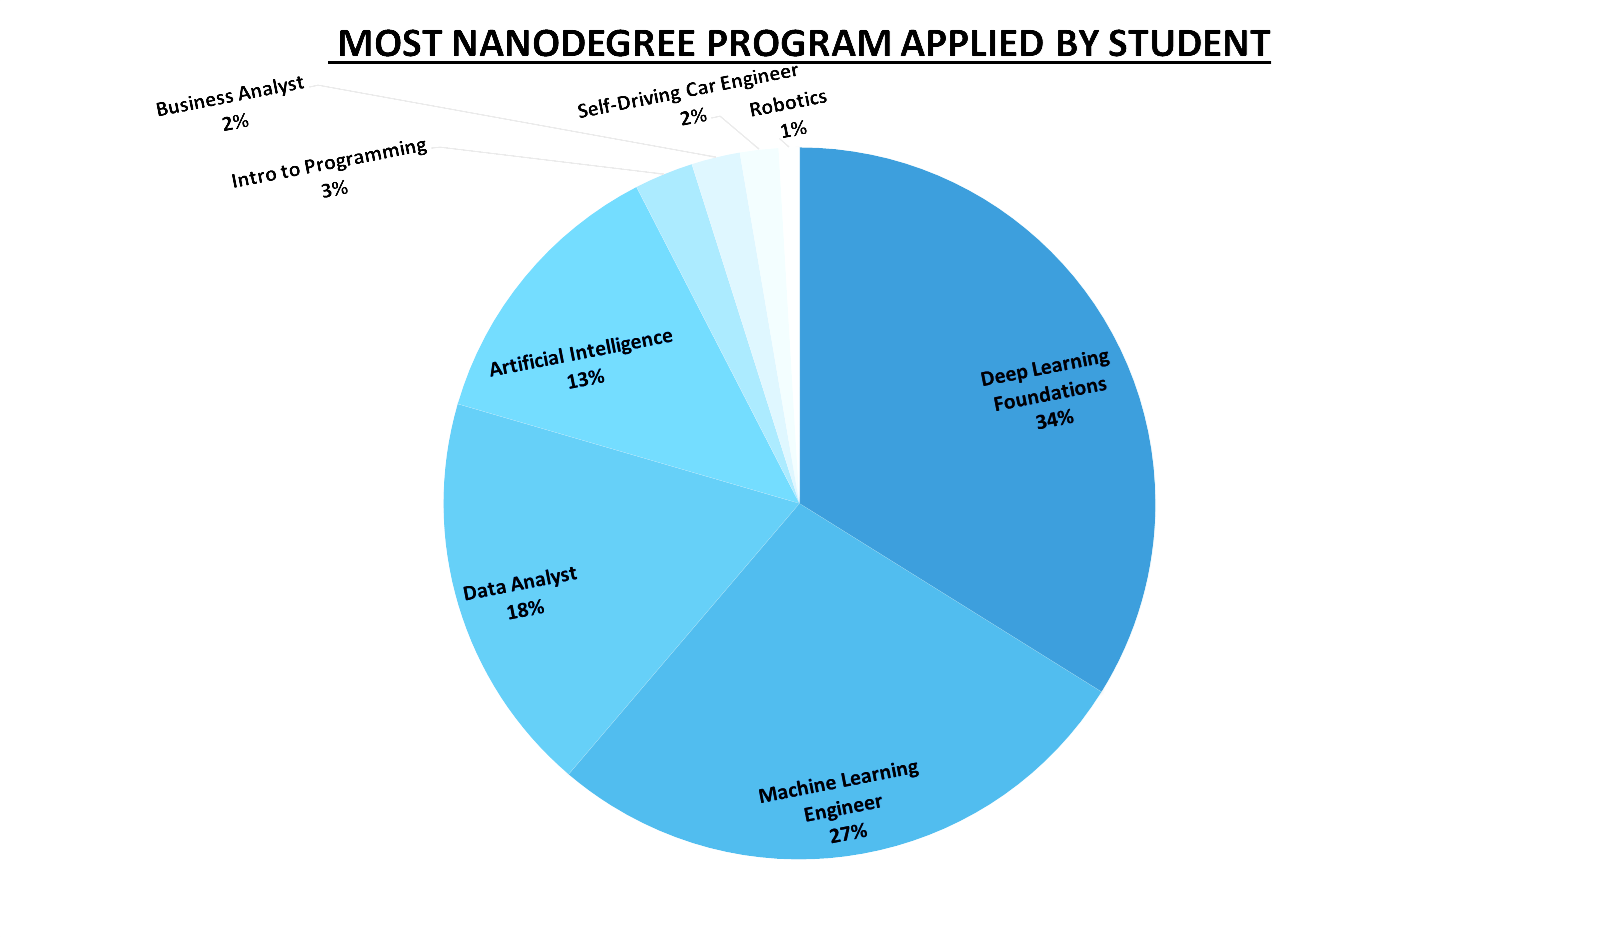 MOST NANODEGREE PROGRAM APPLIED BY STUDENT
Business Analyst
2%
Self-Driving Car Engineer
2%
Robotics
1%
Intro to Programming
3%
Artificial Intelligence
13%
Deep Learning
Foundations
34%
Data Analyst
18%
Machine Learning
Engineer
27%